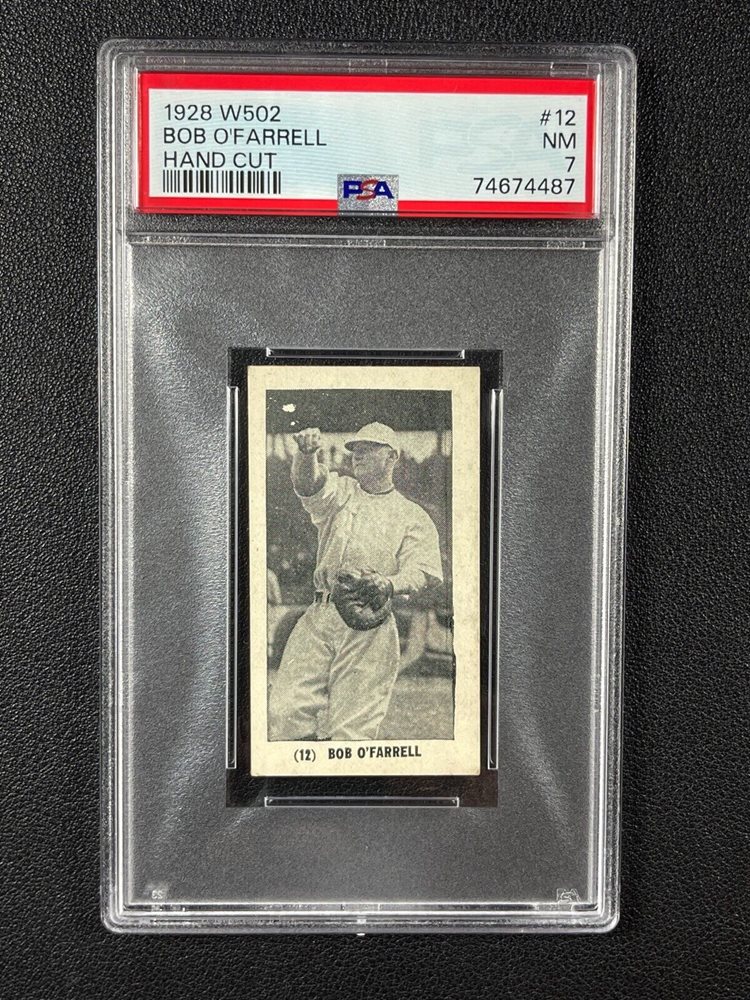 1928 W502
BOB O'FARRELL
HAND CUT
#12
NM
7
74674487
PSA
(12) BOB O'FARRELL